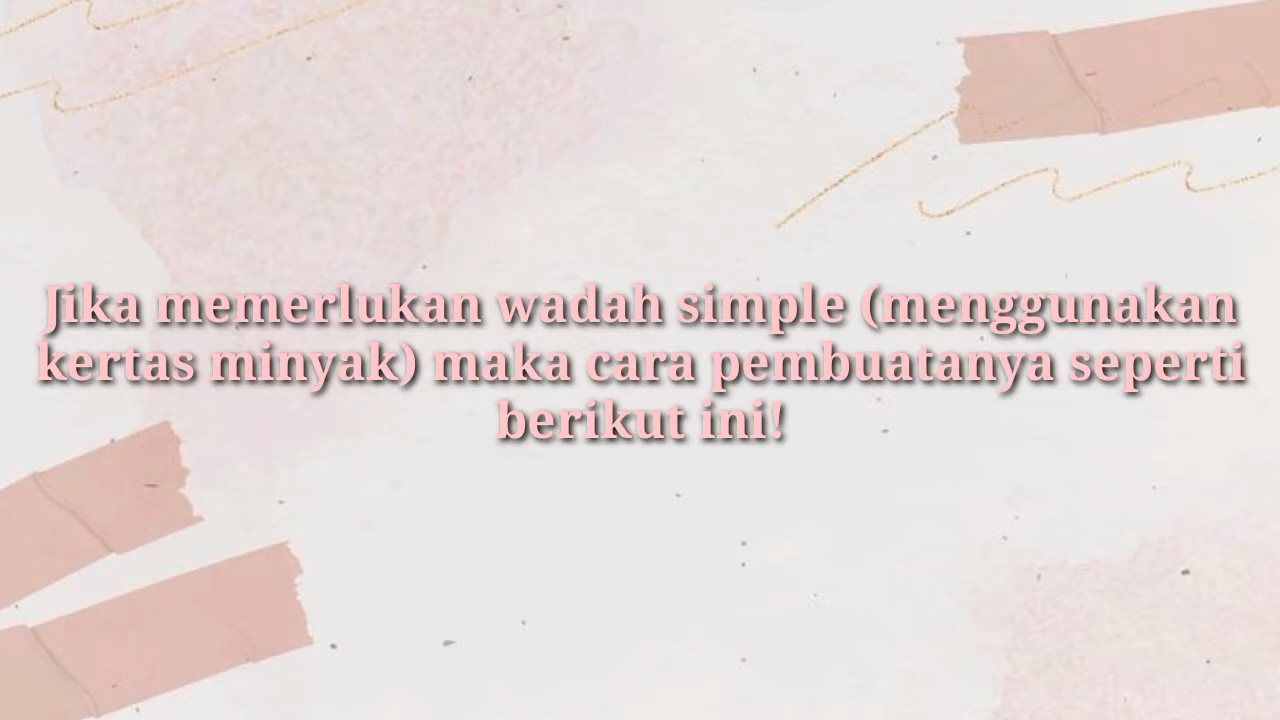 Jika memerlukan wadah simple (menggunakan
kertas minyak) maka cara pembuatanya seperti
berikut ini!